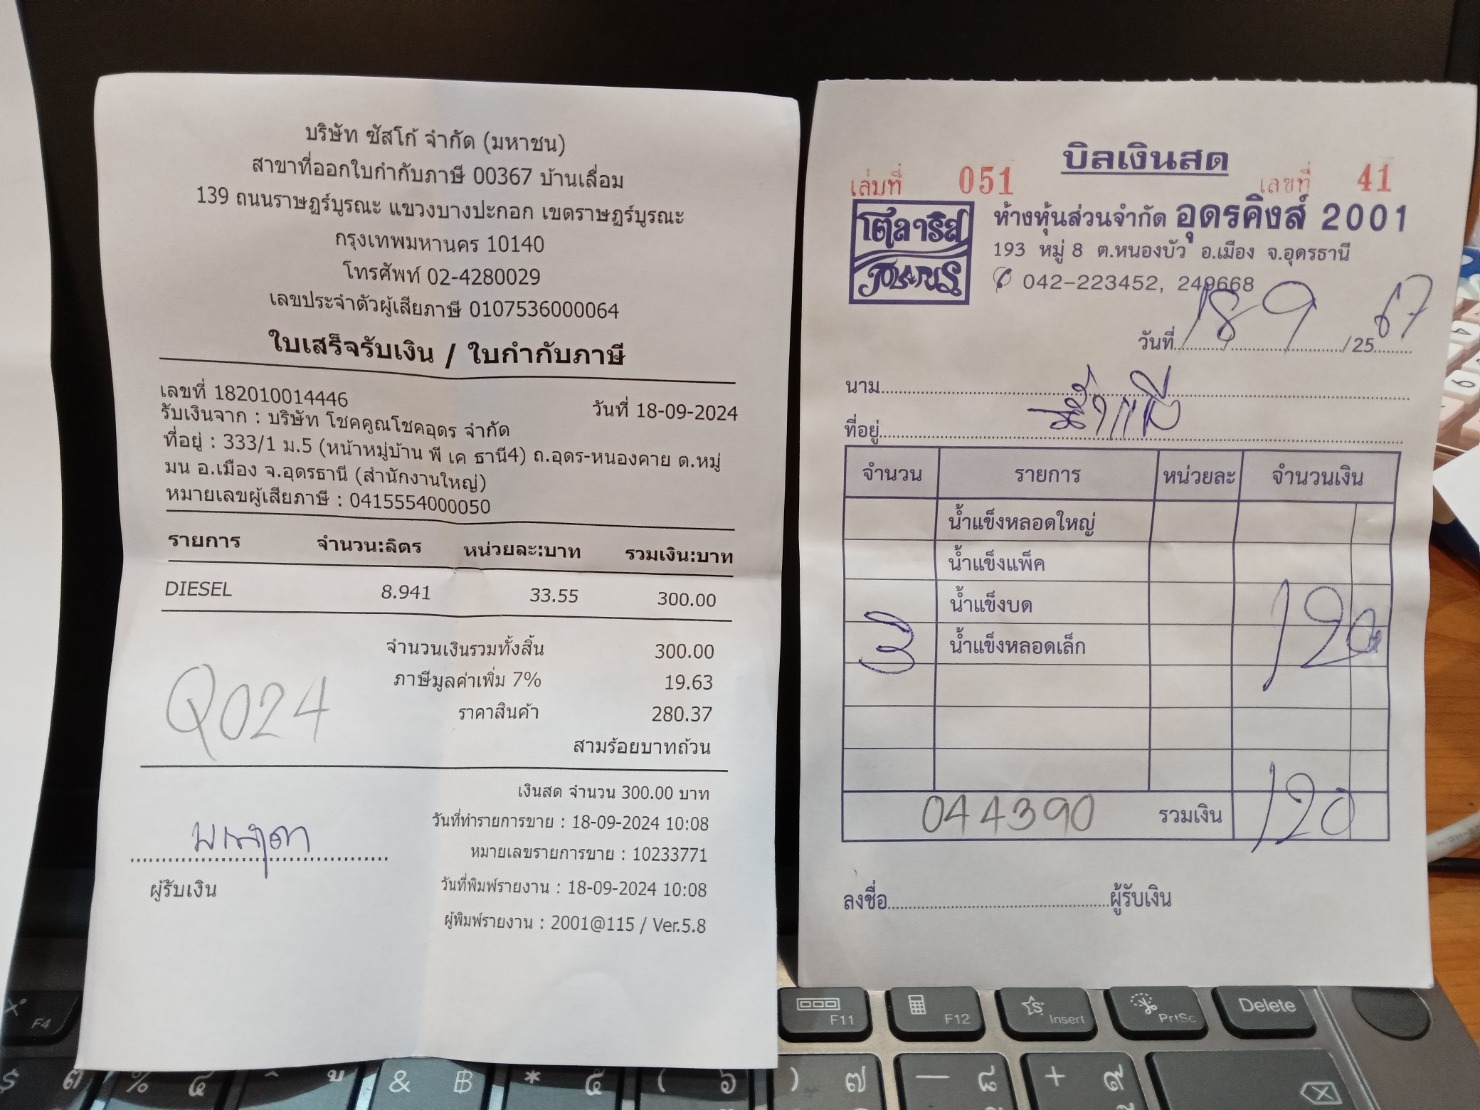 บริษัท ซัสโก้ จำกัด (มหาชน)
สาขาที่ออกใบกำกับภาษี 00367 บ้านเลื่อม
139 ถนนราษฎร์บูรณะ แขวงบางปะกอก เขตราษฎร์บูรณะ
กรุงเทพมหานคร 10140
โทรศัพท์ 02-4280029
เลขประจำตัวผู้เสียภาษี 0107536000064
ใบเสร็จรับเงิน / ใบกำกับภาษี
เลขที่ 182010014446
วันที่ 18-09-2024
รับเงินจาก : บริษัท โชคคูณโชคอุดร จำกัด
ที่อยู่ : 333/1 ม.5 (หน้าหมู่บ้าน พี เค ธานี4) ถ.อุดร-หนองคาย ต.หมู
มน อ.เมือง จ.อุดรธานี (สำนักงานใหญ่)
หมายเลขผู้เสียภาษี : 0415554000050
รายการ จำนวน:ลิตร หน่วยละ:บาท รวมเงิน:บาท
DIESEL 8.941 33.55 300.00
จำนวนเงินรวมทั้งสิ้น 300.00
ภาษีมูลค่าเพิ่ม 7% 19.63
ราคาสินค้า 280.37
Q024
สามร้อยบาทถ้วน
เงินสด จำนวน 300.00 บาท
วันที่ทำรายการขาย : 18-09-2024 10:08
หมายเลขรายการขาย : 10233771
ผู้รับเงิน
วันที่พิมพ์รายงาน : 18-09-2024 10:08
ผู้พิมพ์รายงาน : 2001@115 / Ver.5.8
บิลเงินสด
เล่มที่ 051 เลขที่ 41
โตลาริส
TOLARIS
ห้างหุ้นส่วนจำกัด อุดรคิงส์ 2001
193 หมู่ 8 ต.หนองบัว อ.เมือง จ.อุดรธานี
042-223452, 249668
วันที่ 18-9 /25 67
นาม
ที่อยู่ น้ำแข็ง
จำนวน รายการ หน่วยละ จำนวนเงิน
น้ำแข็งหลอดใหญ่
น้ำแข็งแพ็ค
น้ำแข็งบด
3 น้ำแข็งหลอดเล็ก 120
044390 รวมเงิน 120
ลงชื่อ ผู้รับเงิน
F4
F11
F12
Insert
PrtSc
Delete
$ ๓ % ๔ ู & ฿ * ๕ ( ๖ ) ๗ — ๘ + ๙